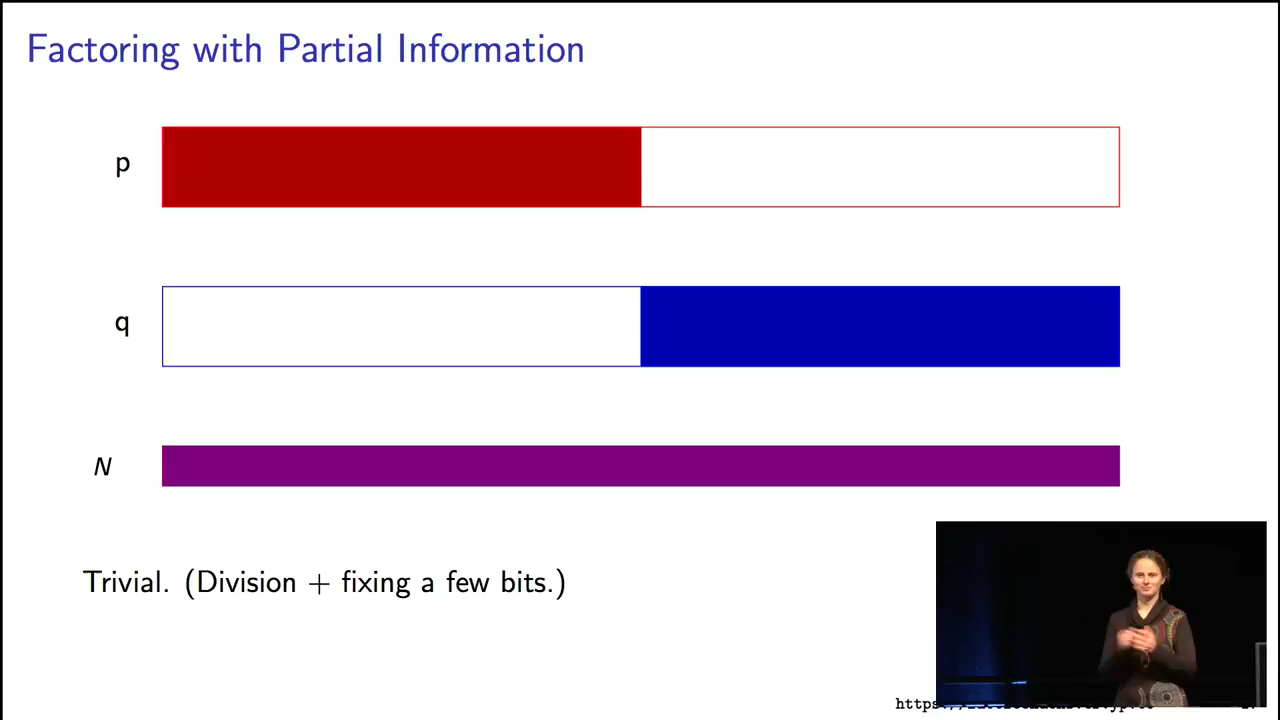 Factoring with Partial Information
p
q
N
Trivial. (Division + fixing a few bits.)